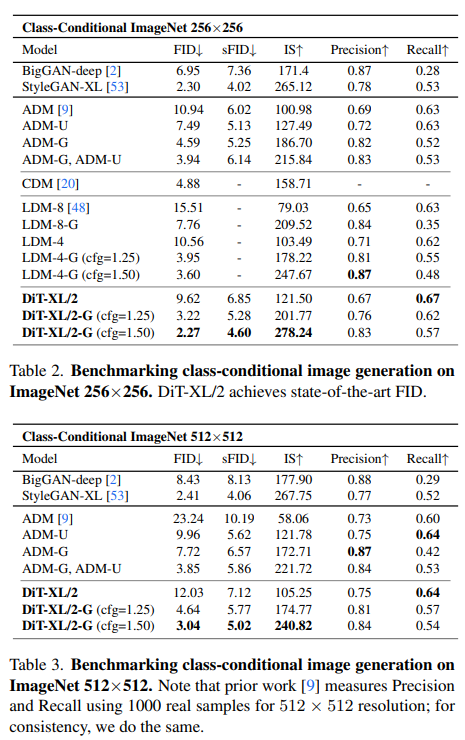 Class-Conditional ImageNet 256×256
Model FID↓ sFID↓ IS↑ Precision↑ Recall↑
BigGAN-deep [2] 6.95 7.36 171.4 0.87 0.28
StyleGAN-XL [53] 2.30 4.02 265.12 0.78 0.53
ADM [9] 10.94 6.02 100.98 0.69 0.63
ADM-U 7.49 5.13 127.49 0.72 0.63
ADM-G 4.59 5.25 186.70 0.82 0.52
ADM-G, ADM-U 3.94 6.14 215.84 0.83 0.53
CDM [20] 4.88 - 158.71 - -
LDM-8 [48] 15.51 - 79.03 0.65 0.63
LDM-8-G 7.76 - 209.52 0.84 0.35
LDM-4 10.56 - 103.49 0.71 0.62
LDM-4-G (cfg=1.25) 3.95 - 178.22 0.81 0.55
LDM-4-G (cfg=1.50) 3.60 - 247.67 0.87 0.48
DiT-XL/2 9.62 6.85 121.50 0.67 0.67
DiT-XL/2-G (cfg=1.25) 3.22 5.28 201.77 0.76 0.62
DiT-XL/2-G (cfg=1.50) 2.27 4.60 278.24 0.83 0.57
Table 2. Benchmarking class-conditional image generation on
ImageNet 256×256. DiT-XL/2 achieves state-of-the-art FID.
Class-Conditional ImageNet 512×512
Model FID↓ sFID↓ IS↑ Precision↑ Recall↑
BigGAN-deep [2] 8.43 8.13 177.90 0.88 0.29
StyleGAN-XL [53] 2.41 4.06 267.75 0.77 0.52
ADM [9] 23.24 10.19 58.06 0.73 0.60
ADM-U 9.96 5.62 121.78 0.75 0.64
ADM-G 7.72 6.57 172.71 0.87 0.42
ADM-G, ADM-U 3.85 5.86 221.72 0.84 0.53
DiT-XL/2 12.03 7.12 105.25 0.75 0.64
DiT-XL/2-G (cfg=1.25) 4.64 5.77 174.77 0.81 0.57
DiT-XL/2-G (cfg=1.50) 3.04 5.02 240.82 0.84 0.54
Table 3. Benchmarking class-conditional image generation on
ImageNet 512×512. Note that prior work [9] measures Precision
and Recall using 1000 real samples for 512 × 512 resolution; for
consistency, we do the same.